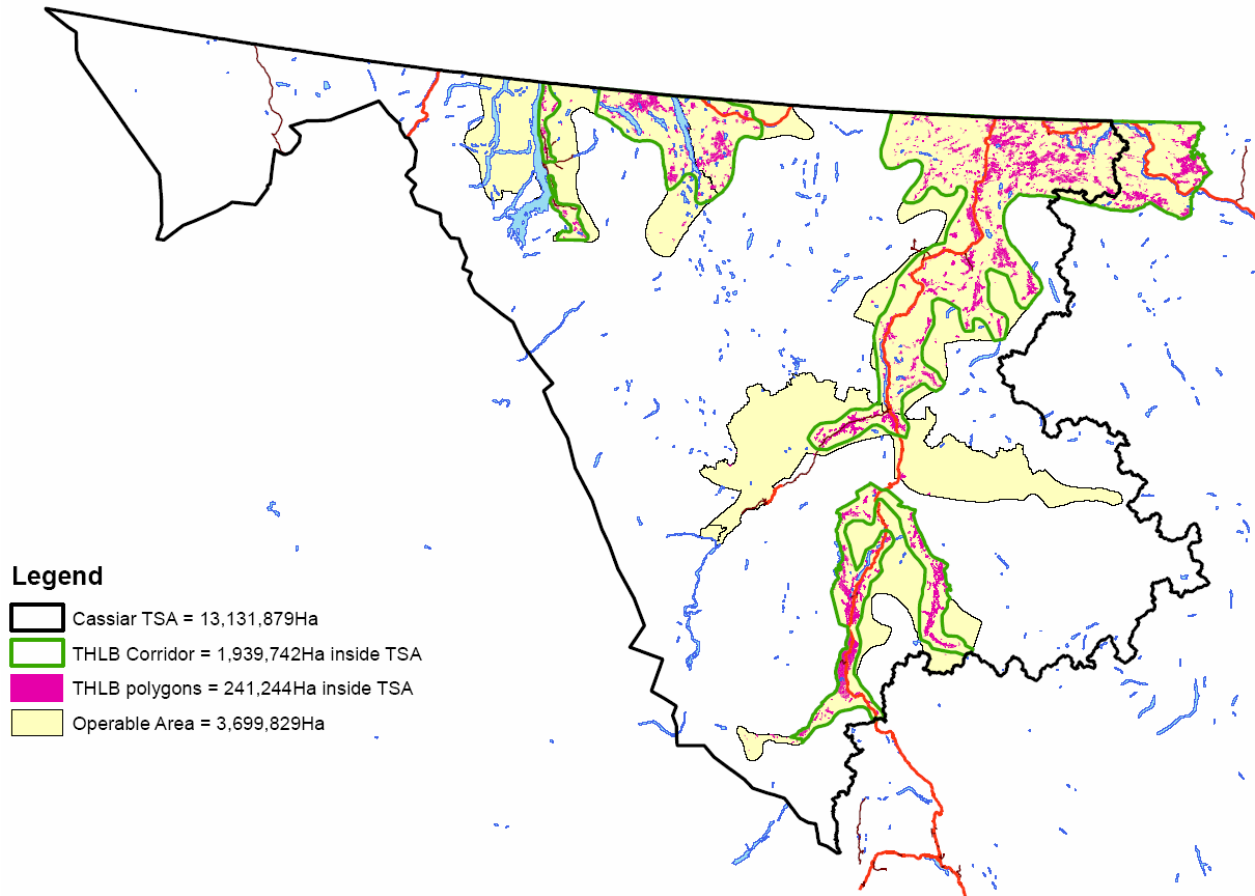 Legend
Cassiar TSA = 13,131,879Ha
THLB Corridor = 1,939,742Ha inside TSA
THLB polygons = 241,244Ha inside TSA
Operable Area = 3,699,829Ha